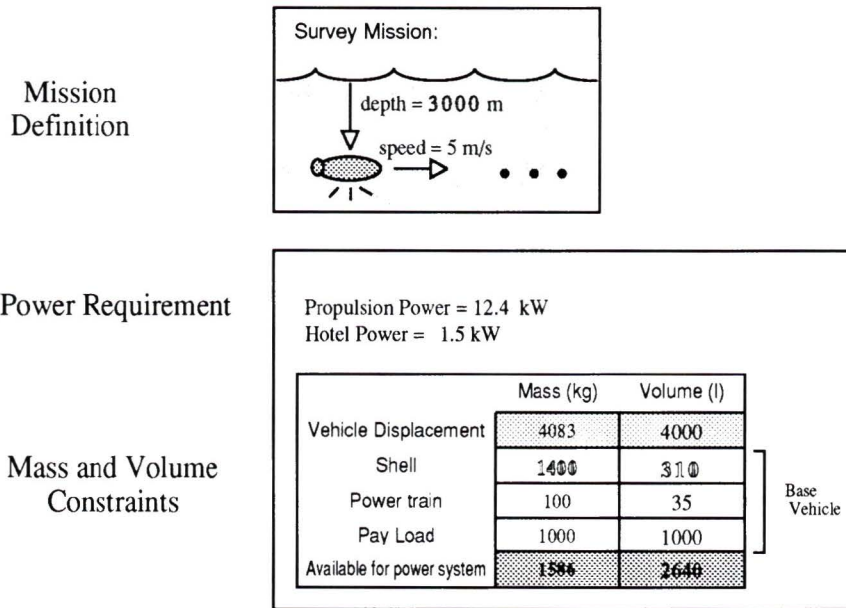 Survey Mission:
Mission
Definition
depth = 3000 m
speed = 5 m/s
Power Requirement
Propulsion Power = 12.4 kW
Hotel Power = 1.5 kW
Mass and Volume
Constraints
Mass (kg) Volume (l)
Vehicle Displacement 4083 4000
Shell 1400 310
Power train 100 35
Pay Load 1000 1000
Available for power system 1586 2640
Base
Vehicle